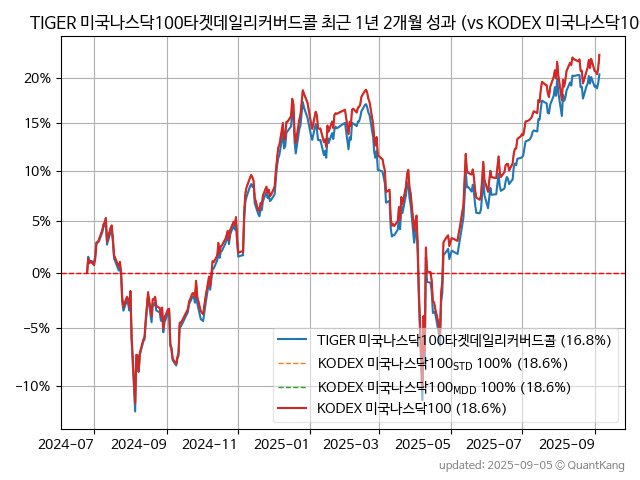 TIGER 미국나스닥100타겟데일리커버드콜 최근 1년 2개월 성과 (vs KODEX 미국나스닥10
20%
15%
10%
5%
0%
−5%
−10%
TIGER 미국나스닥100타겟데일리커버드콜 (16.8%)
KODEX 미국나스닥100STD 100% (18.6%)
KODEX 미국나스닥100MDD 100% (18.6%)
KODEX 미국나스닥100 (18.6%)
2024-07 2024-09 2024-11 2025-01 2025-03 2025-05 2025-07 2025-09
updated: 2025-09-05 © QuantKang